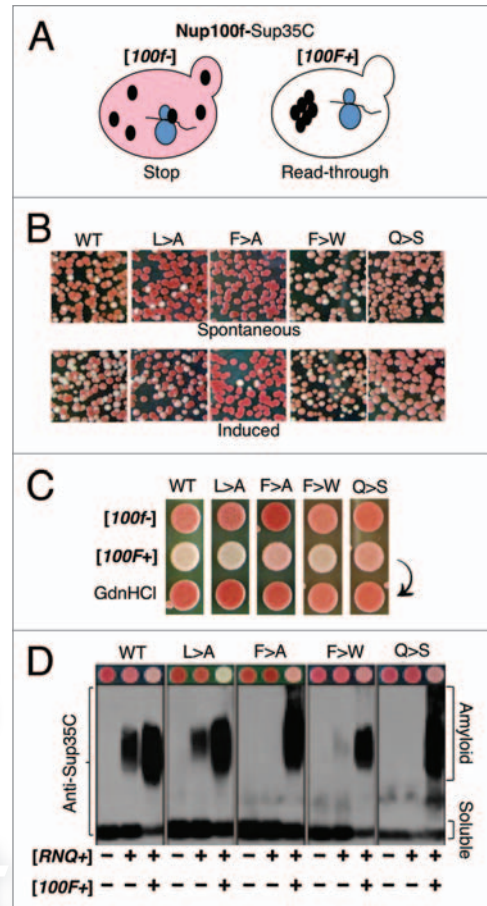 A
Nup100f-Sup35C
[100f-] [100F+]
Stop Read-through
B
WT L>A F>A F>W Q>S
Spontaneous
Induced
C
WT L>A F>A F>W Q>S
[100f-]
[100F+]
GdnHCl
D
WT L>A F>A F>W Q>S
Anti-Sup35C
Amyloid
Soluble
[RNQ+] − + + − + + − + + − + + − + +
[100F+] − − + − − + − − + − − + − − +